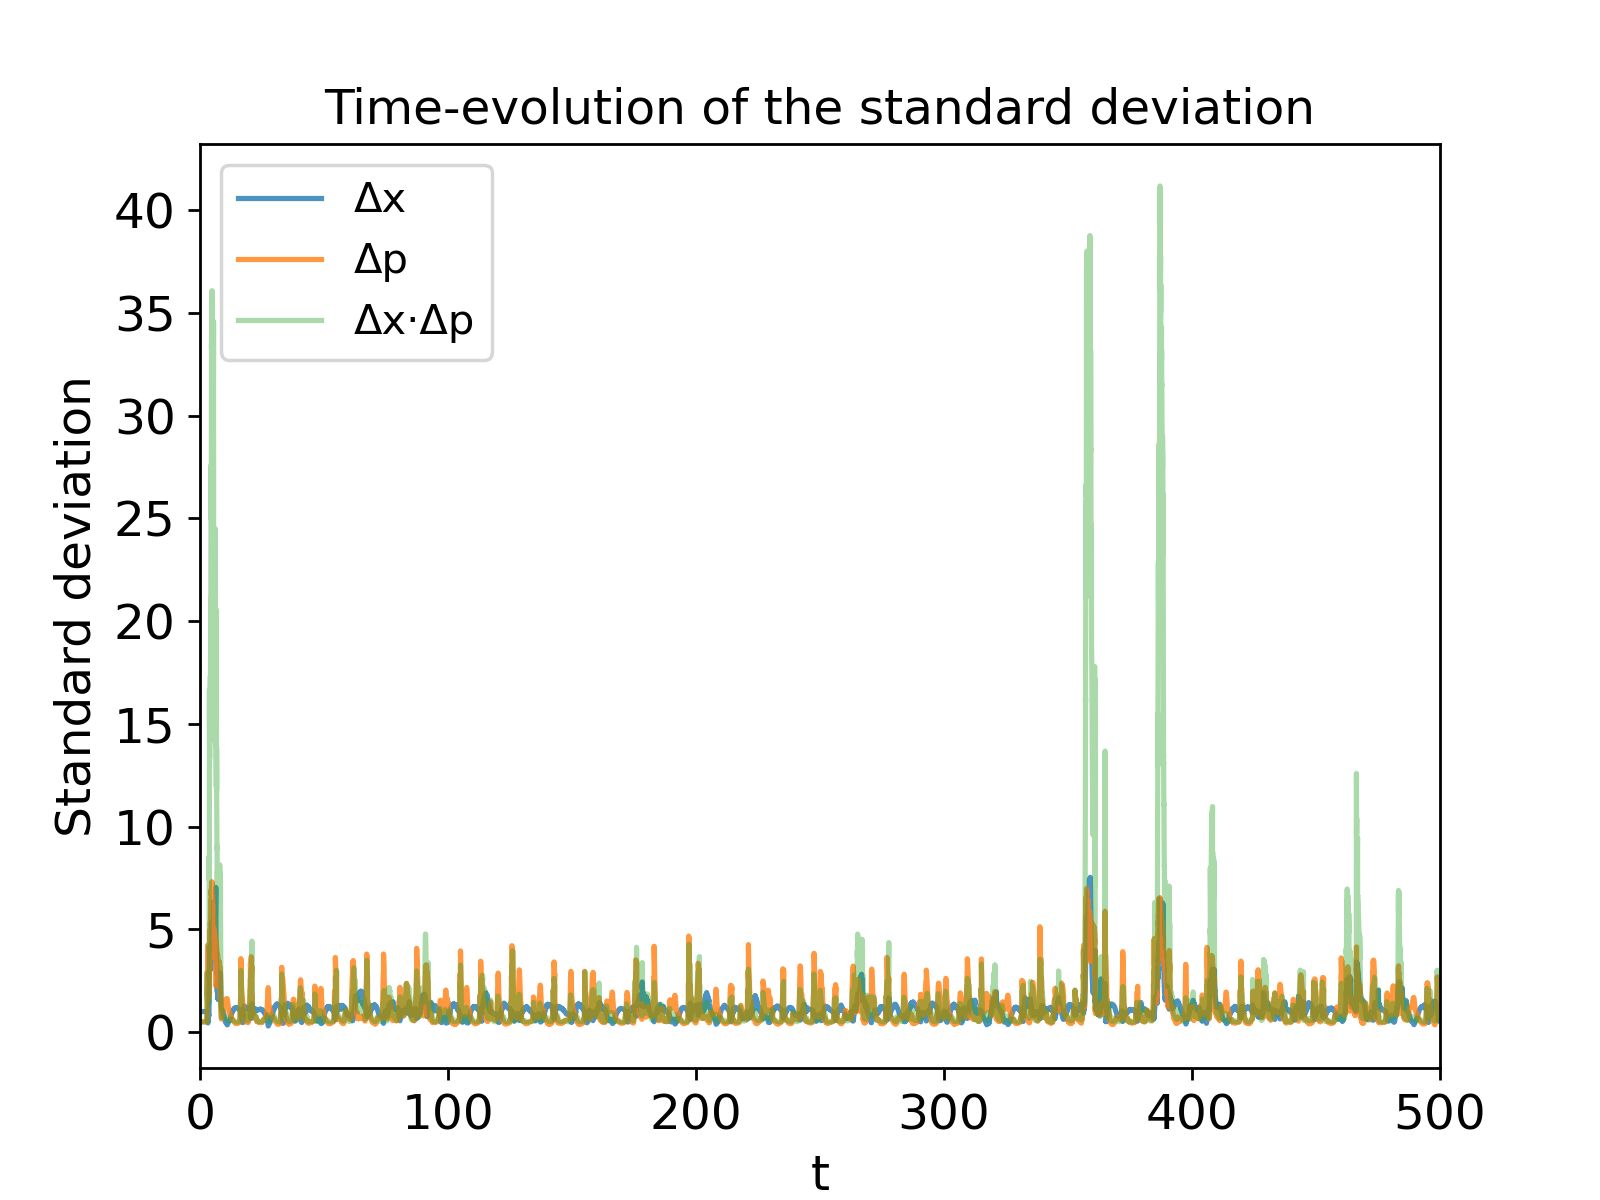 Time-evolution of the standard deviation
Δx
Δp
Δx·Δp
Standard deviation
40
35
30
25
20
15
10
5
0
0 100 200 300 400 500
t